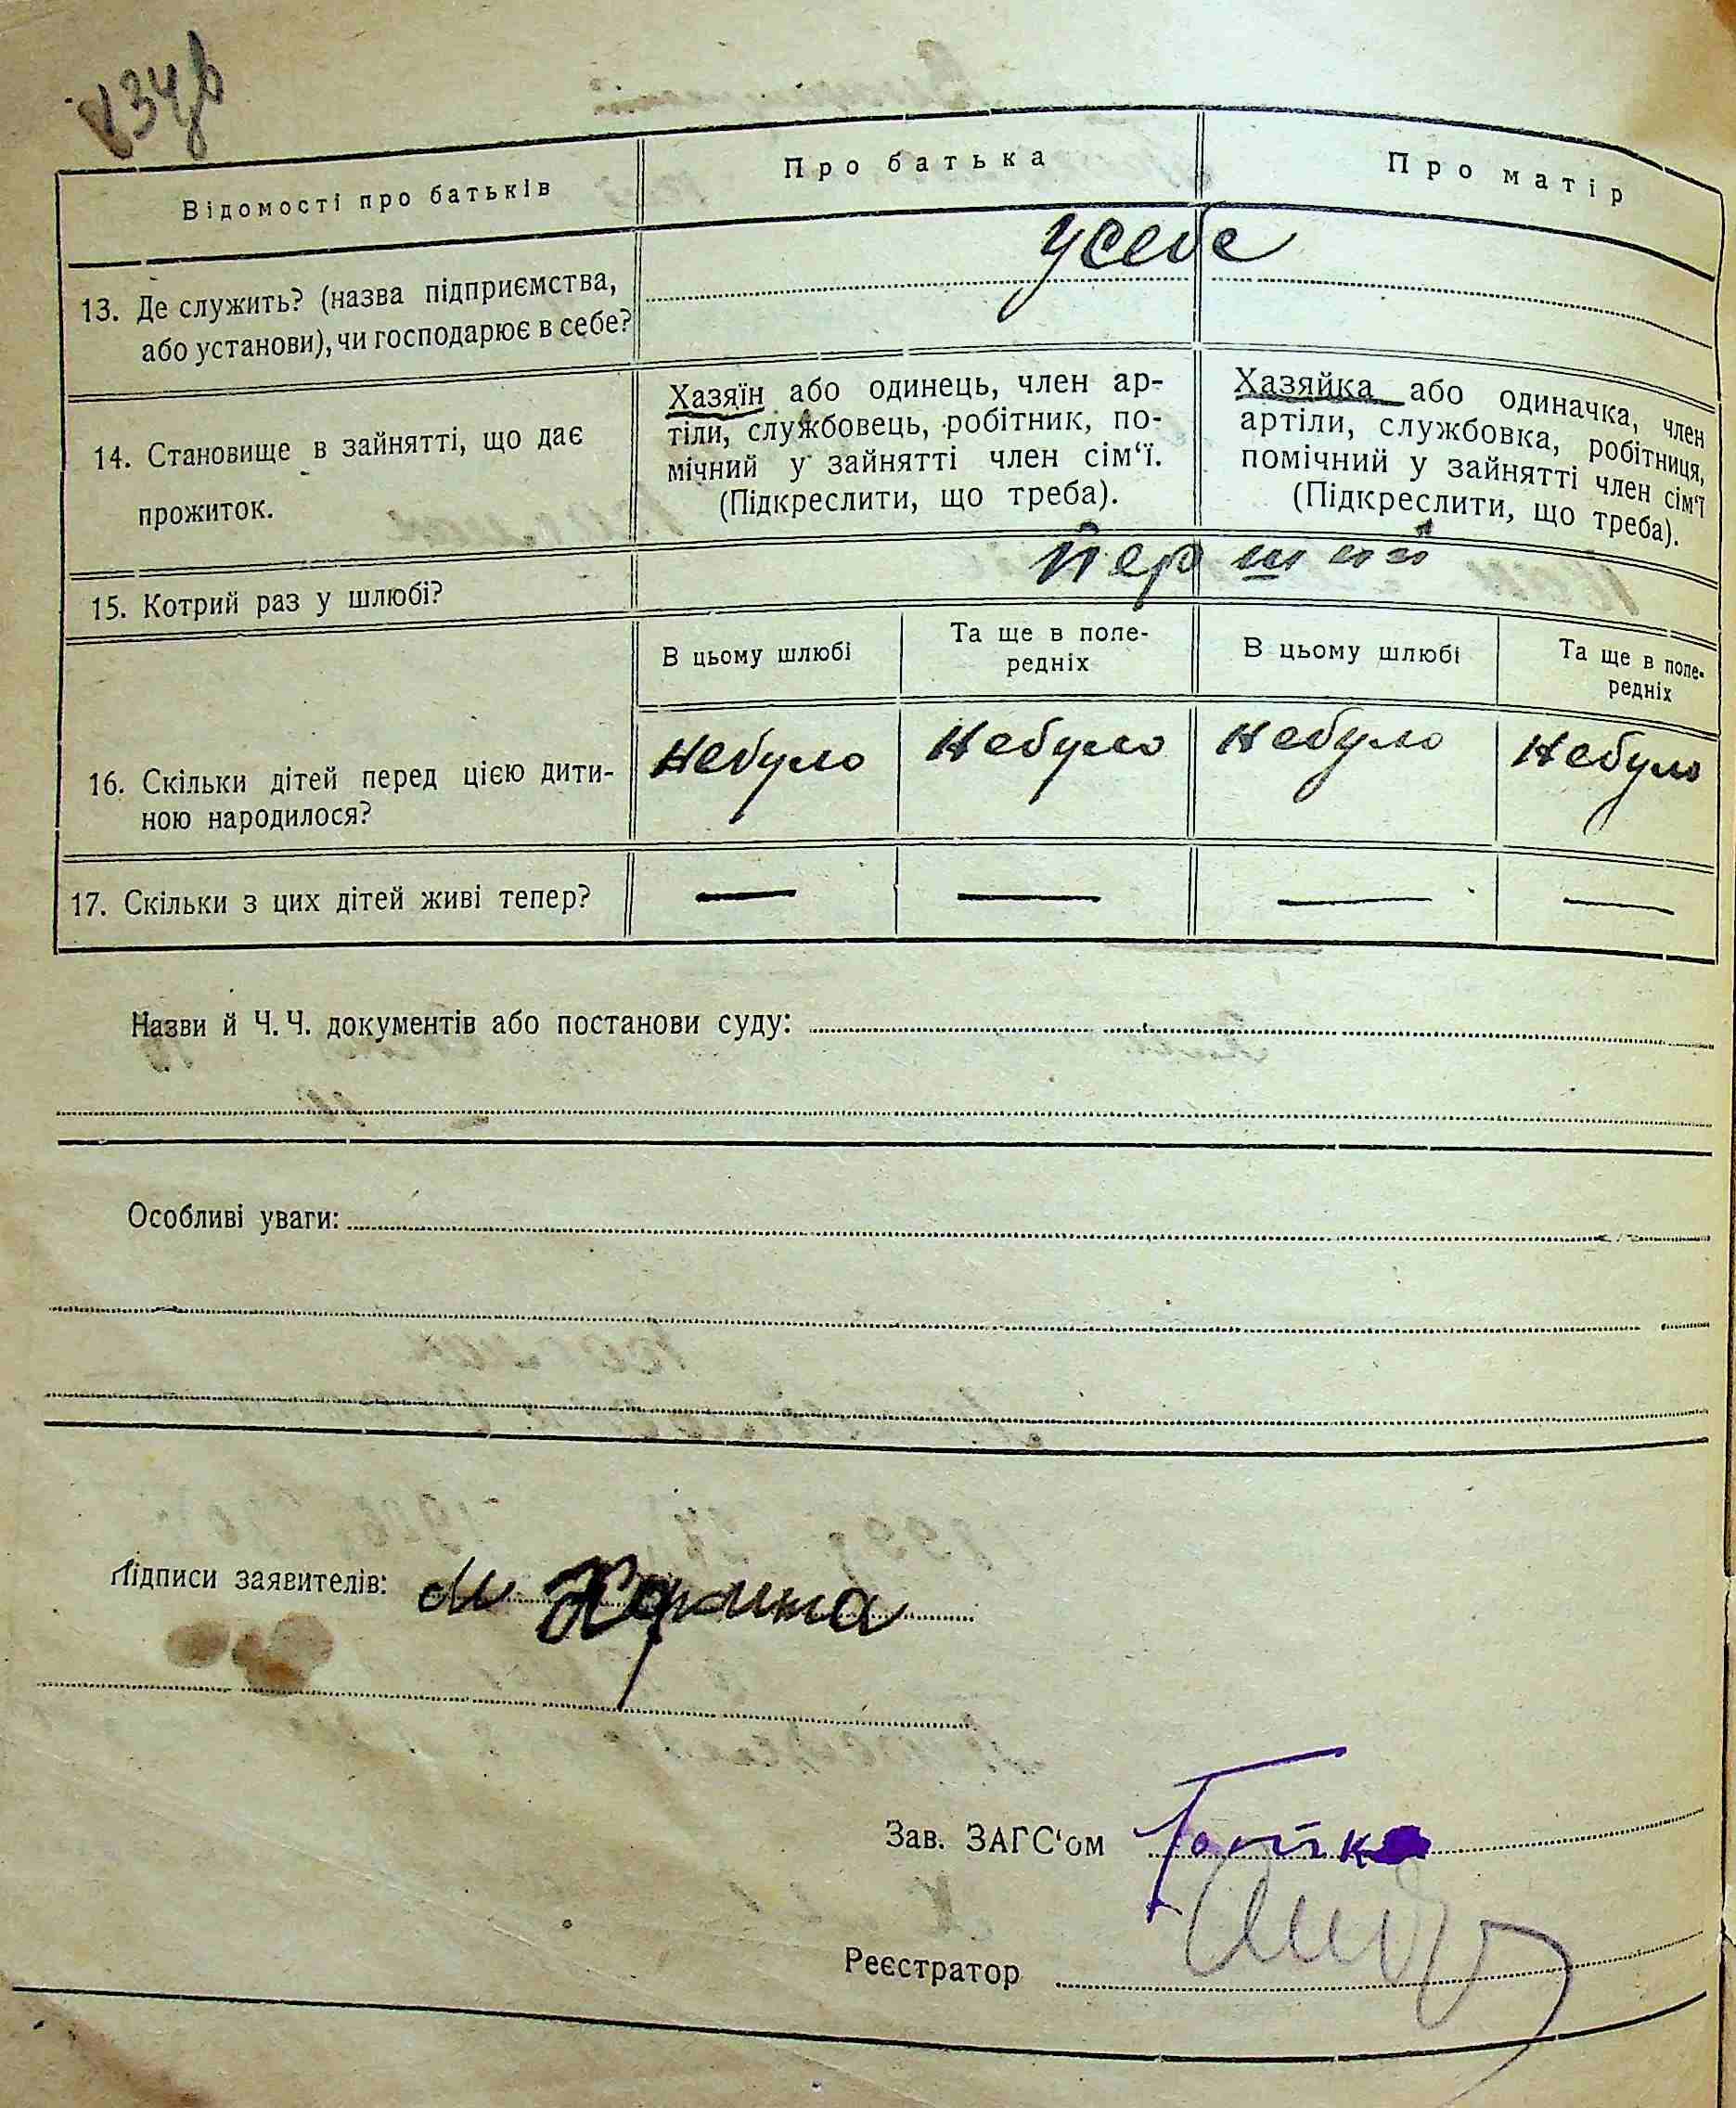 Відомості про батьків
Про батька
Про матір
13. Де служить? (назва підприємства,
або установи), чи господарює в себе?
усебе
14. Становище в зайнятті, що дає
прожиток.
Хазяїн або одинець, член ар-
тіли, службовець, робітник, по-
мічний у зайнятті член сім‘ї.
(Підкреслити, що треба).
Хазяйка або одиначка, член
артіли, службовка, робітниця,
помічний у зайнятті член сім‘ї
(Підкреслити, що треба).
15. Котрий раз у шлюбі?
перший
В цьому шлюбі
Та ще в попе-
редніх
В цьому шлюбі
Та ще в попе-
редніх
16. Скільки дітей перед цією дити-
ною народилося?
Небуло
Небуло
Небуло
Небуло
17. Скільки з цих дітей живі тепер?
— — — —
Назви й Ч. Ч. документів або постанови суду:
Особливі уваги:
Підписи заявителів:
Зав. ЗАГС‘ом
Реєстратор